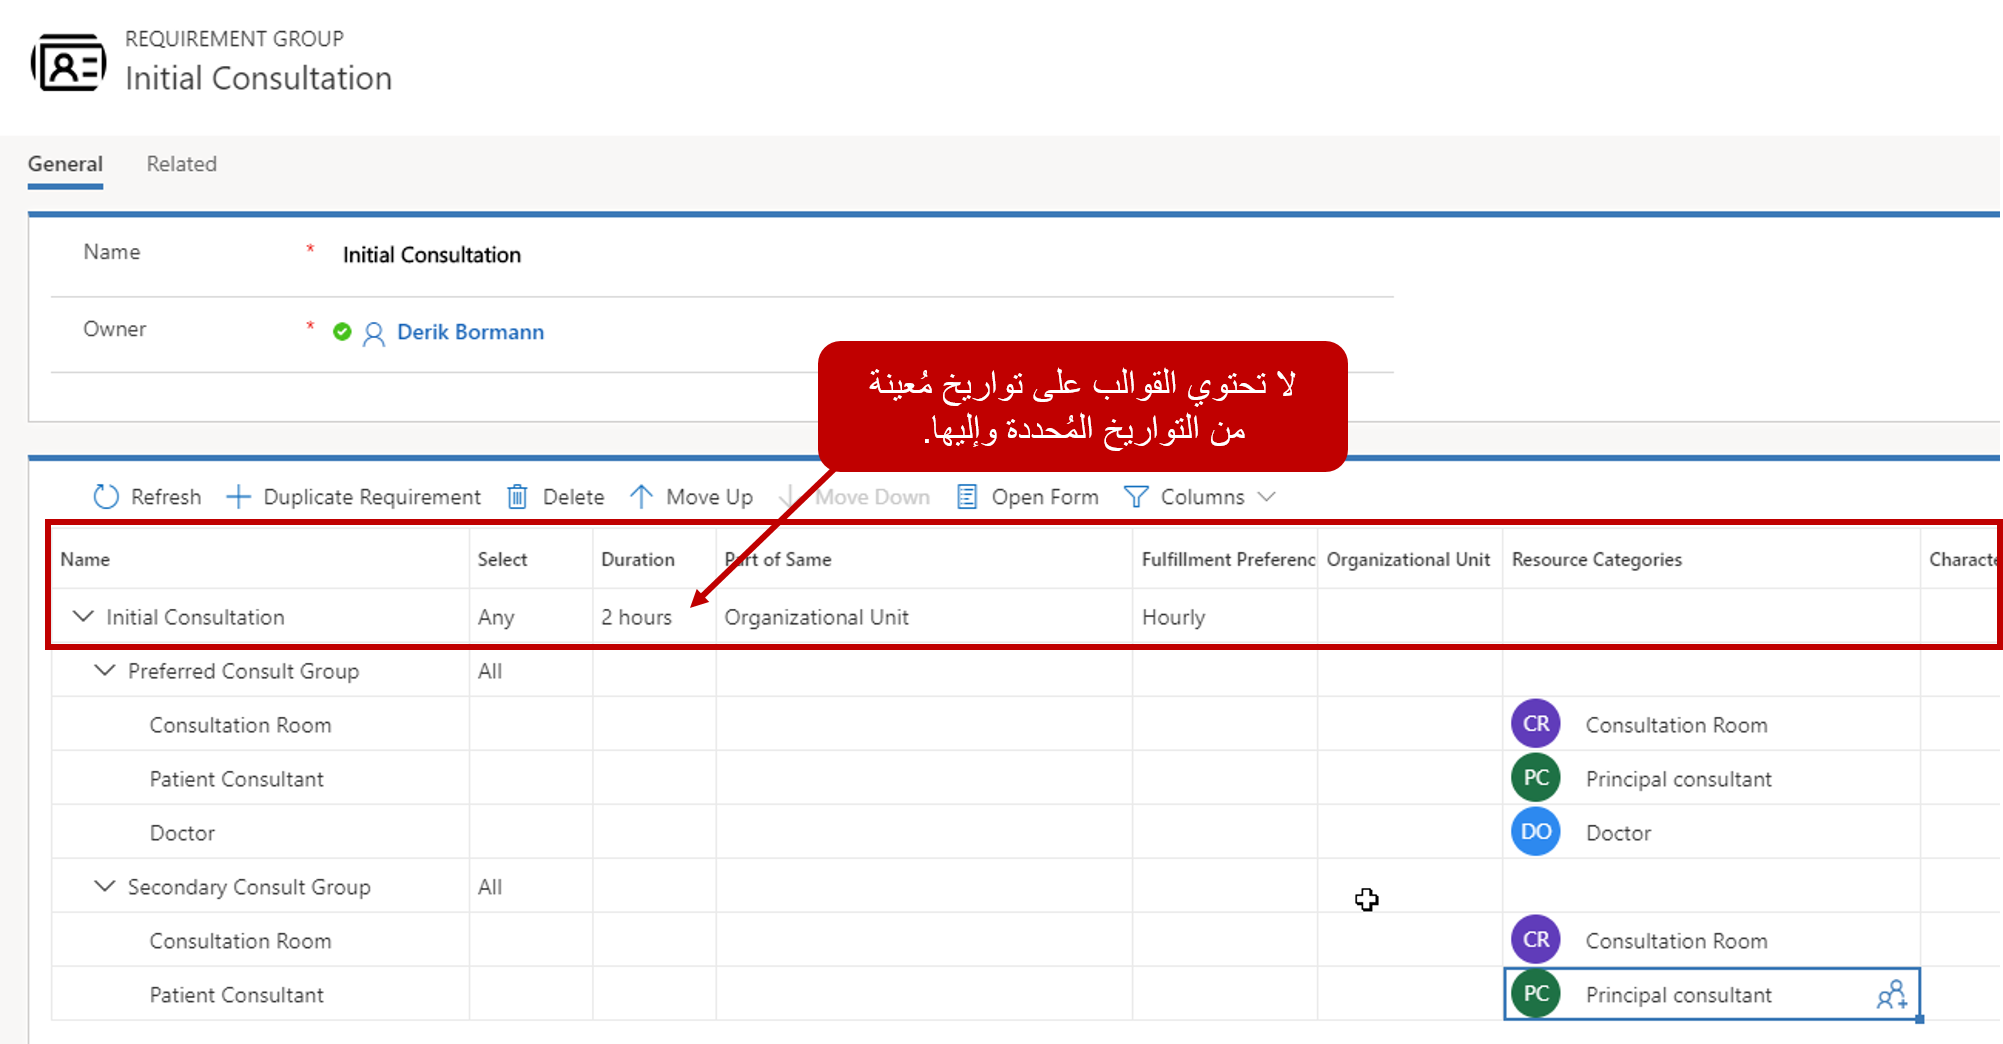 REQUIREMENT GROUP
Initial Consultation
General Related
Name * Initial Consultation
Owner * Derik Bormann
لا تحتوي القوالب على تواريخ مُعينة
من التواريخ المُحددة وإليها.
Refresh Duplicate Requirement Delete Move Up Move Down Open Form Columns
Name Select Duration Part of Same Fulfillment Preferenc Organizational Unit Resource Categories Characte
Initial Consultation Any 2 hours Organizational Unit Hourly
Preferred Consult Group All
Consultation Room CR Consultation Room
Patient Consultant PC Principal consultant
Doctor DO Doctor
Secondary Consult Group All
Consultation Room CR Consultation Room
Patient Consultant PC Principal consultant